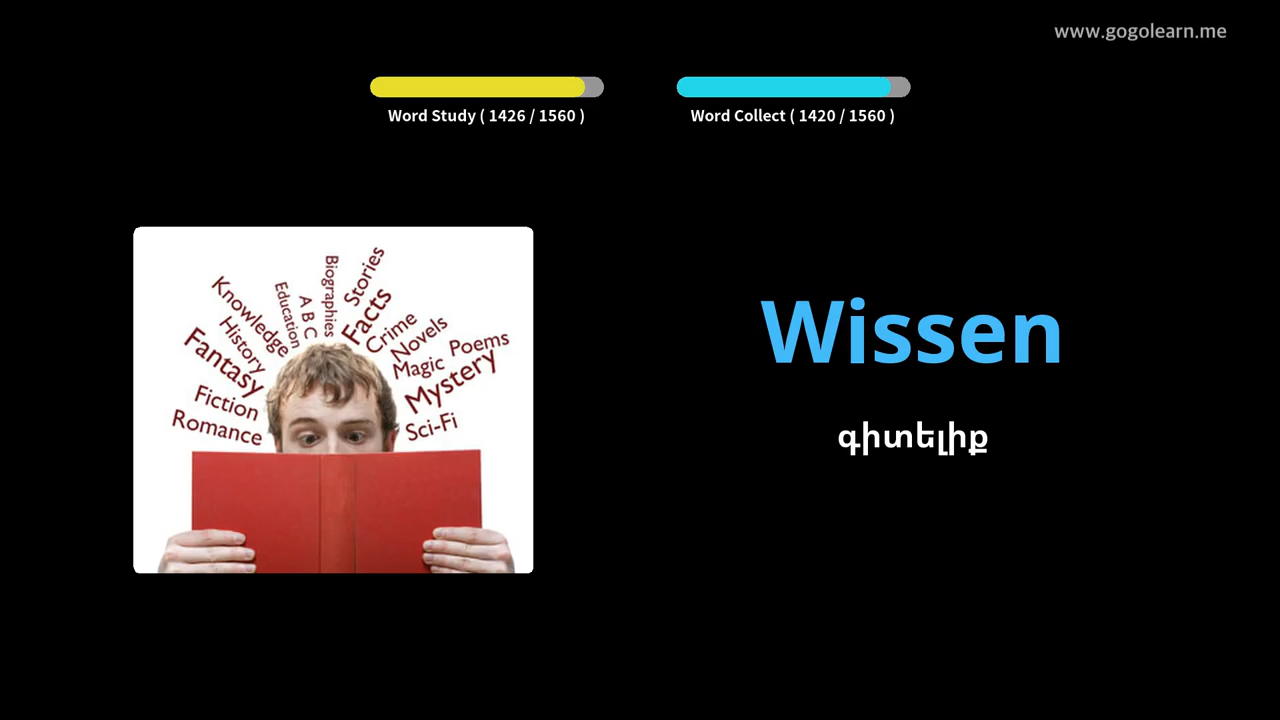 www.gogolearn.me
Word Study ( 1426 / 1560 )
Word Collect ( 1420 / 1560 )
Wissen
գիտելիք
Romance
Fiction
Fantasy
History
Knowledge
Education
A B C
Biographies
Stories
Facts
Crime
Novels
Magic
Poems
Mystery
Sci-Fi